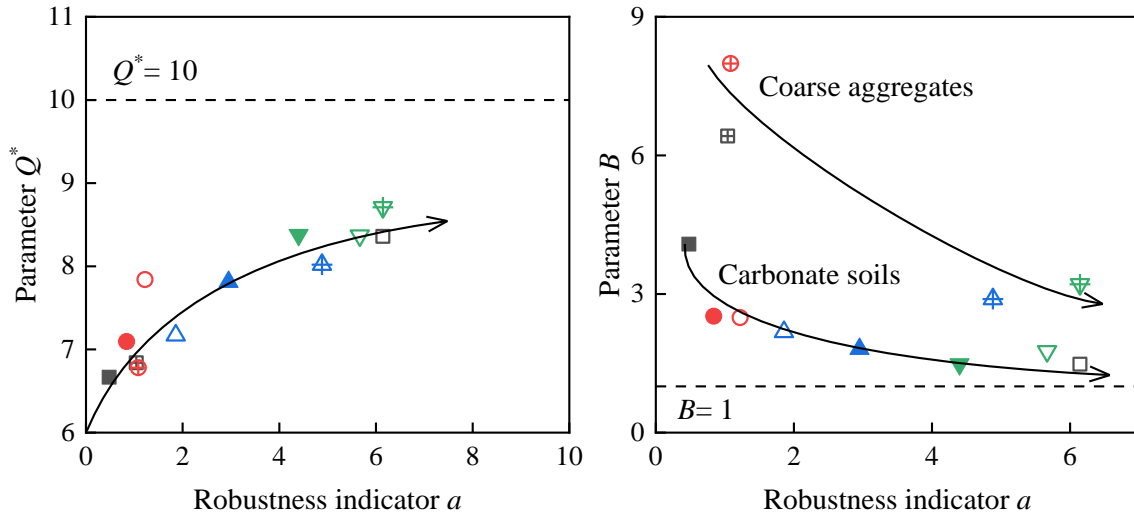 11
10
9
8
7
6
Q* = 10
Parameter Q*
0
2
4
6
8
10
Robustness indicator a
9
6
3
0
Coarse aggregates
Carbonate soils
B= 1
Parameter B
0
2
4
6
Robustness indicator a